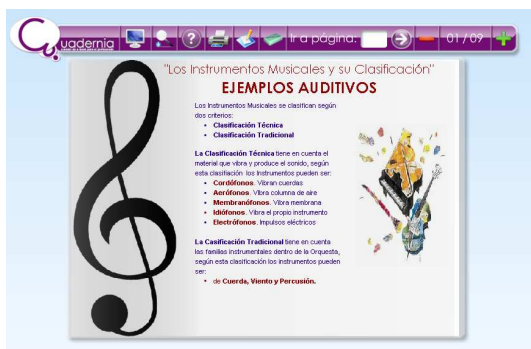 Quadernia
ir a página:
01 / 09
"Los Instrumentos Musicales y su Clasificación"
EJEMPLOS AUDITIVOS
Los Instrumentos Musicales se clasifican según
dos criterios:
• Clasificación Técnica
• Clasificación Tradicional
La Clasificación Técnica tiene en cuenta el
material que vibra y produce el sonido, según
esta clasifiación los Instrumentos pueden ser:
• Cordófonos. Vibran cuerdas
• Aerófonos. Vibra columna de aire
• Membranófonos. Vibra membrana
• Idiófonos. Vibra el propio instrumento
• Electrófonos. Impulsos eléctricos
La Casificación Tradicional tiene en cuenta
las familias instrumentales dentro de la Orquesta,
según esta clasificación los instrumentos pueden
ser:
• de Cuerda, Viento y Percusión.